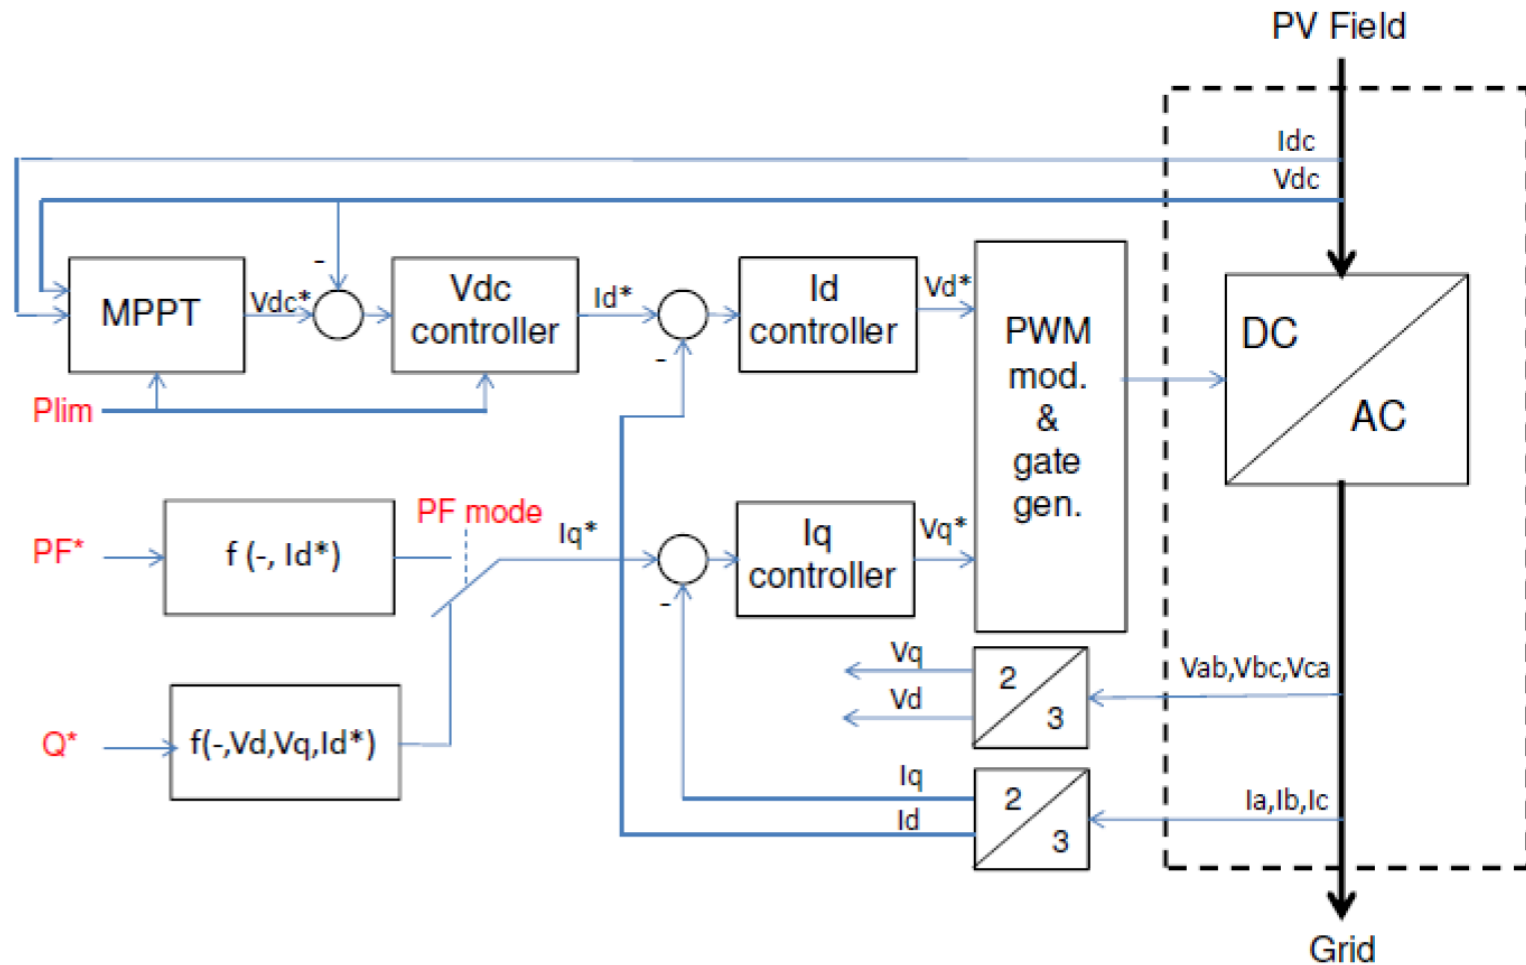 PV Field
Idc
Vdc
-
MPPT
Vdc*
Vdc
controller
Id*
-
Id
controller
Vd*
PWM
mod.
&
gate
gen.
DC
AC
Plim
PF mode
PF*
f (-, Id*)
Iq*
-
Iq
controller
Vq*
Q*
f(-,Vd,Vq,Id*)
Vq
Vd
2
3
Vab,Vbc,Vca
Iq
Id
2
3
Ia,Ib,Ic
Grid